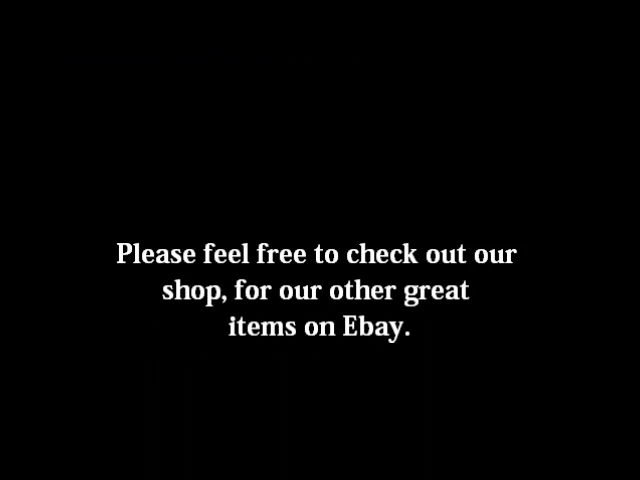 Please feel free to check out our
shop, for our other great
items on Ebay.